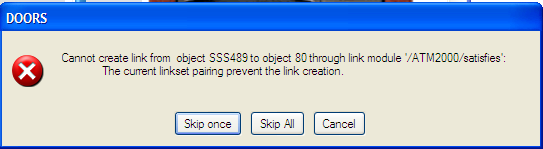 DOORS
Cannot create link from object SSS489 to object 80 through link module '/ATM2000/satisfies':
The current linkset pairing prevent the link creation.
Skip once Skip All Cancel